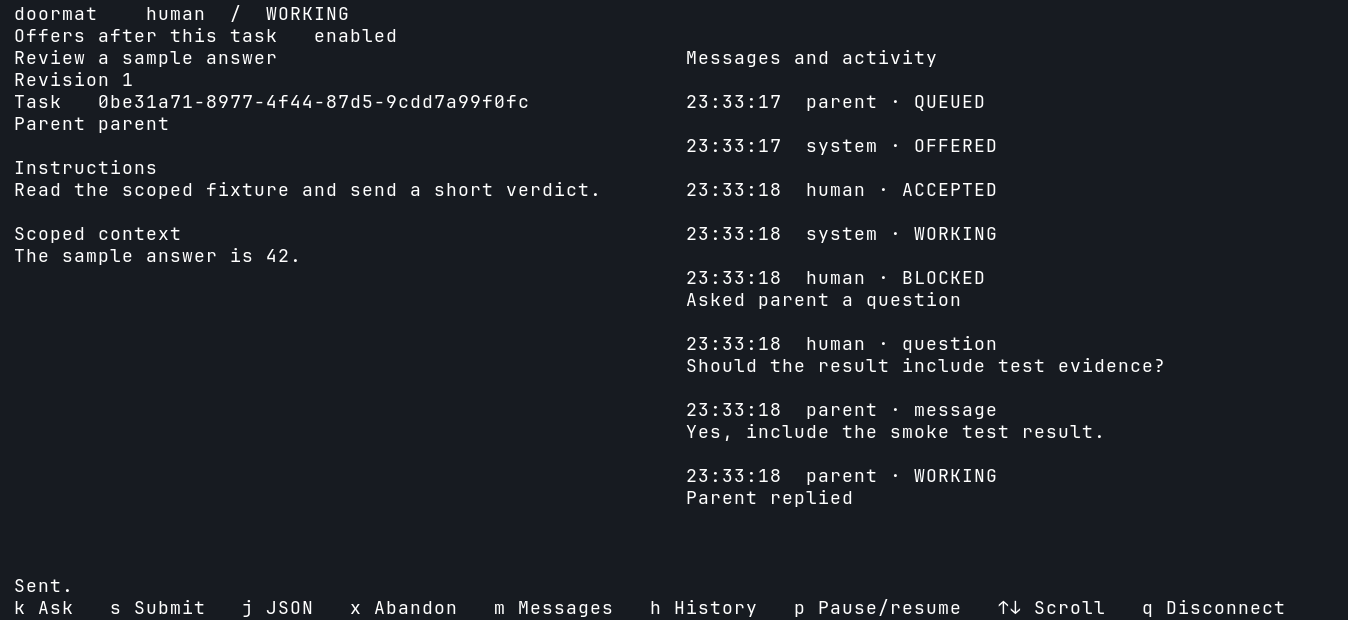 doormat    human  /  WORKING
Offers after this task   enabled
Review a sample answer
Revision 1
Task   0be31a71-8977-4f44-87d5-9cdd7a99f0fc
Parent parent
Instructions
Read the scoped fixture and send a short verdict.
Scoped context
The sample answer is 42.
Messages and activity
23:33:17  parent · QUEUED
23:33:17  system · OFFERED
23:33:18  human · ACCEPTED
23:33:18  system · WORKING
23:33:18  human · BLOCKED
Asked parent a question
23:33:18  human · question
Should the result include test evidence?
23:33:18  parent · message
Yes, include the smoke test result.
23:33:18  parent · WORKING
Parent replied
Sent.
k Ask   s Submit   j JSON   x Abandon   m Messages   h History   p Pause/resume   ↑↓ Scroll   q Disconnect